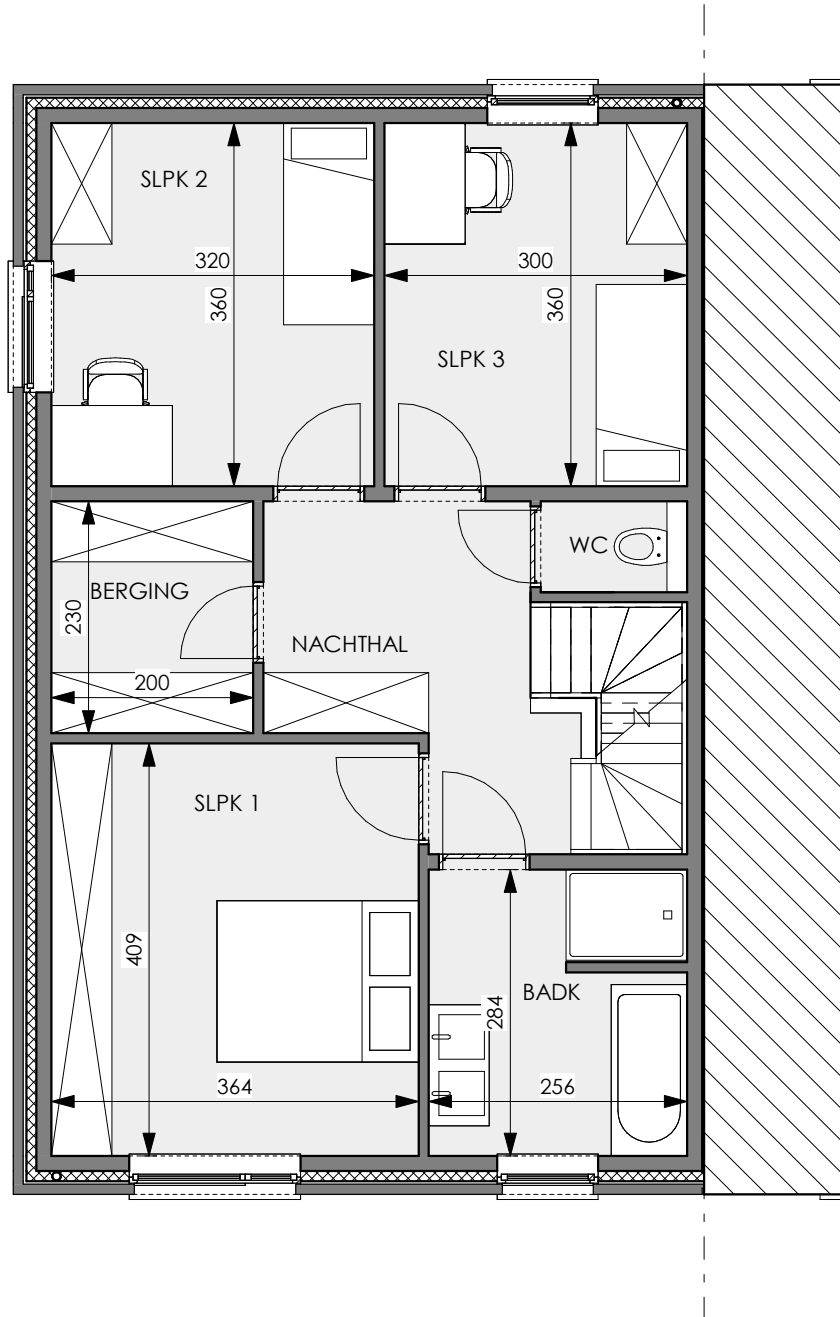 SLPK 2
320
360
300
360
SLPK 3
WC
BERGING
230
NACHTHAL
200
SLPK 1
409
364
BADK
284
256